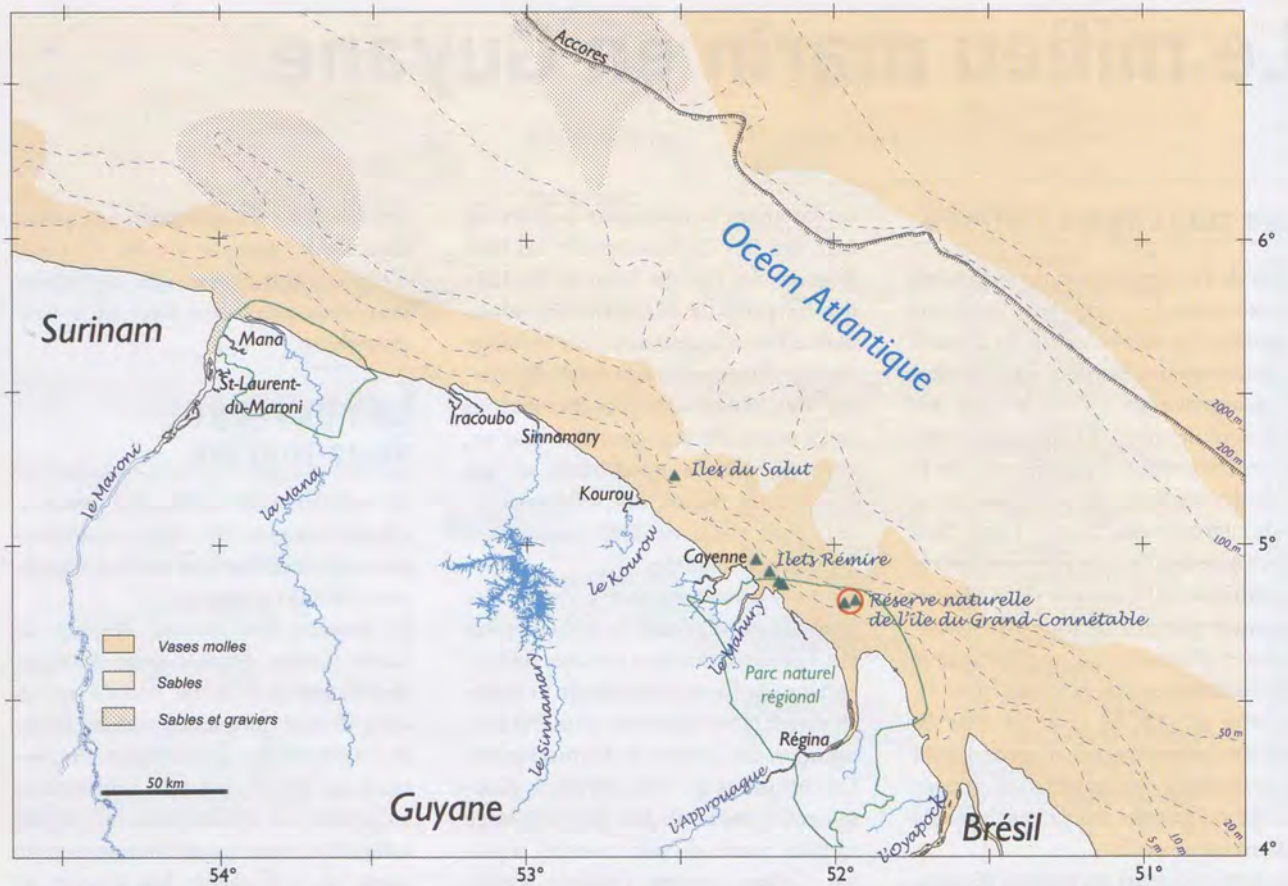 Le milieu marin en Guyane
Accores
Océan Atlantique
6°
Surinam
Mana
St-Laurent-
du-Maroni
Iracoubo
Sinnamary
2000 m
200 m
le Maroni
la Mana
Iles du Salut
Kourou
le Kourou
100 m
5°
Cayenne
Ilets Rémire
Réserve naturelle
de l'île du Grand-Connétable
le Mahury
Parc naturel
régional
Vases molles
Sables
Sables et graviers
le Sinnamary
Régina
50 m
50 km
Guyane
l'Approuague
l'Oyapock
Brésil
5 m
10 m
20 m
4°
54°
53°
52°
51°